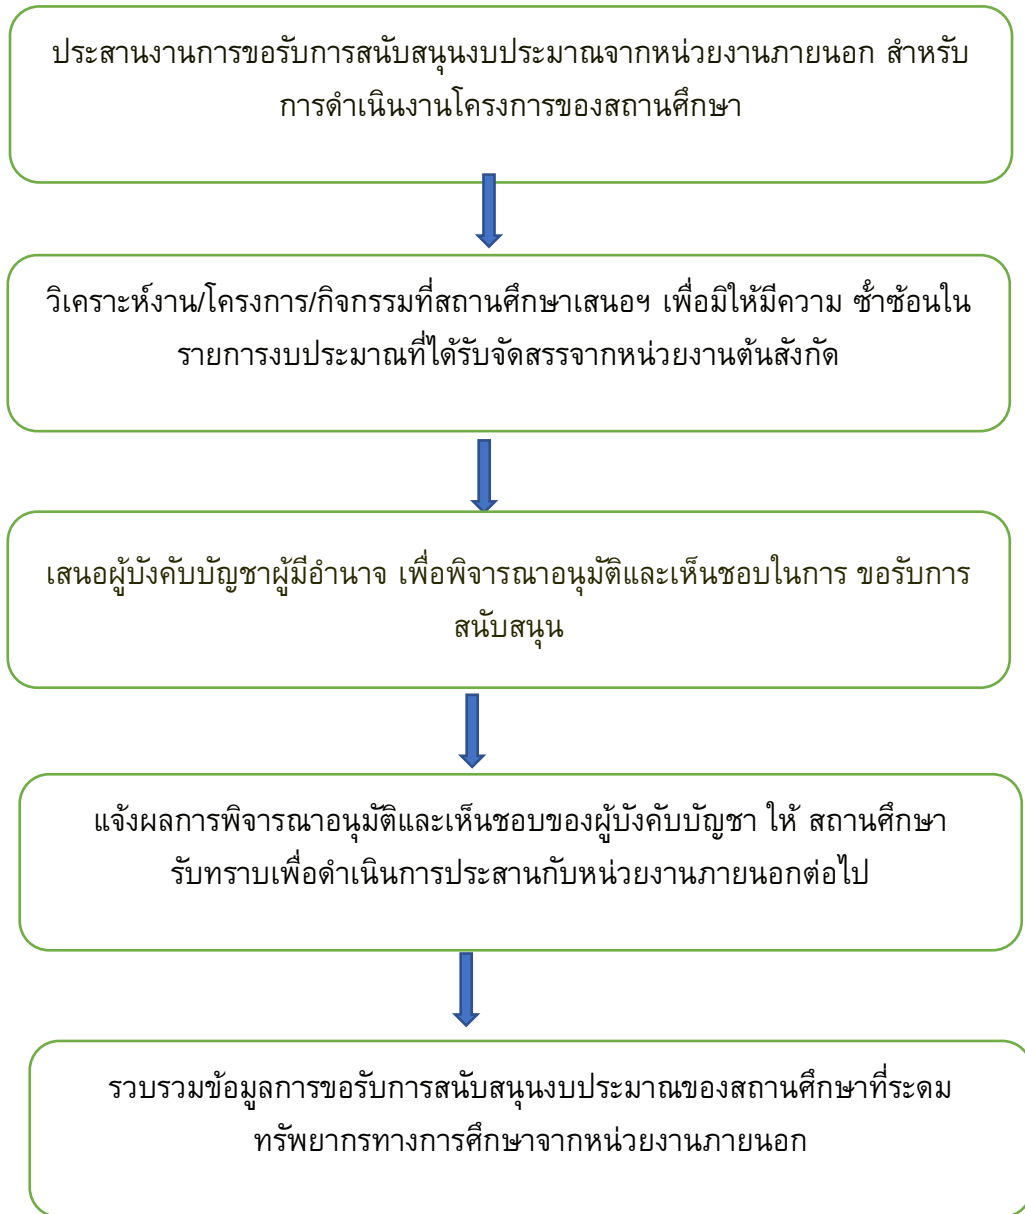 ประสานงานการขอรับการสนับสนุนงบประมาณจากหน่วยงานภายนอก สำหรับ
การดำเนินงานโครงการของสถานศึกษา
วิเคราะห์งาน/โครงการ/กิจกรรมที่สถานศึกษาเสนอฯ เพื่อมิให้มีความ ซ้ำซ้อนใน
รายการงบประมาณที่ได้รับจัดสรรจากหน่วยงานต้นสังกัด
เสนอผู้บังคับบัญชาผู้มีอำนาจ เพื่อพิจารณาอนุมัติและเห็นชอบในการ ขอรับการ
สนับสนุน
แจ้งผลการพิจารณาอนุมัติและเห็นชอบของผู้บังคับบัญชา ให้ สถานศึกษา
รับทราบเพื่อดำเนินการประสานกับหน่วยงานภายนอกต่อไป
รวบรวมข้อมูลการขอรับการสนับสนุนงบประมาณของสถานศึกษาที่ระดม
ทรัพยากรทางการศึกษาจากหน่วยงานภายนอก